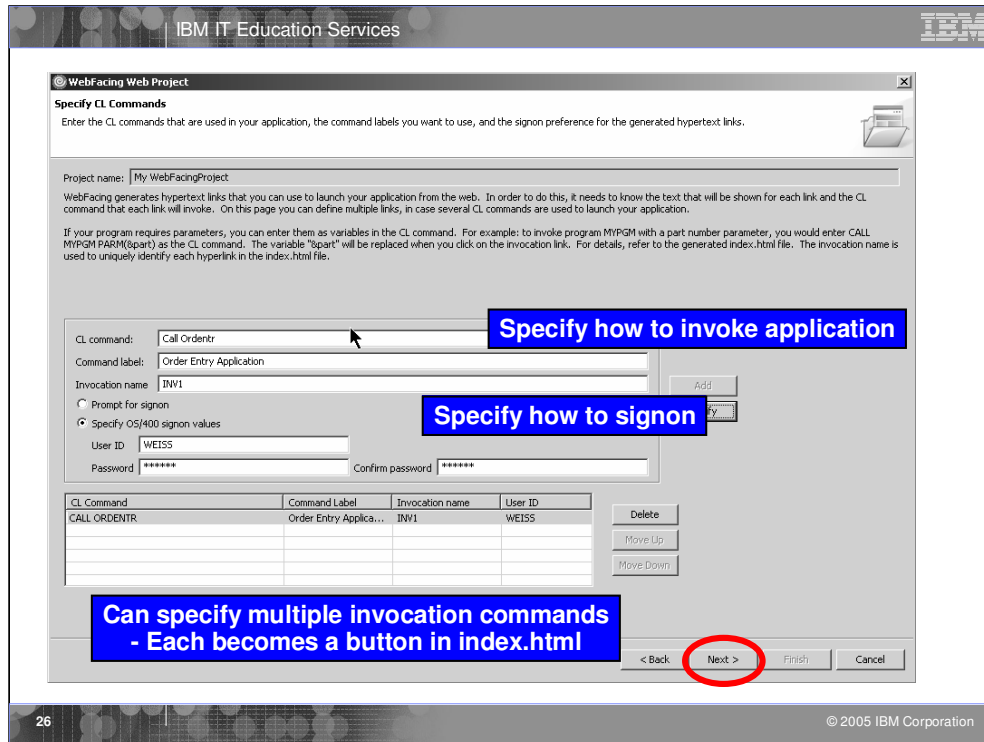 IBM IT Education Services
IBM
WebFacing Web Project
Specify CL Commands
Enter the CL commands that are used in your application, the command labels you want to use, and the signon preference for the generated hypertext links.
Project name: My WebFacingProject
WebFacing generates hypertext links that you can use to launch your application from the web. In order to do this, it needs to know the text that will be shown for each link and the CL
command that each link will invoke. On this page you can define multiple links, in case several CL commands are used to launch your application.
If your program requires parameters, you can enter them as variables in the CL command. For example: to invoke program MYPGM with a part number parameter, you would enter CALL
MYPGM PARM(&part) as the CL command. The variable "&part" will be replaced when you click on the invocation link. For details, refer to the generated index.html file. The invocation name is
used to uniquely identify each hyperlink in the index.html file.
Specify how to invoke application
CL command: Call Ordentr
Command label: Order Entry Application
Invocation name INV1
Add
Prompt for signon
Specify how to signon
fy
Specify OS/400 signon values
User ID WEISS
Password ****** Confirm password ******
CL Command Command Label Invocation name User ID
CALL ORDENTR Order Entry Applica... INV1 WEISS
Delete
Move Up
Move Down
Can specify multiple invocation commands
- Each becomes a button in index.html
< Back Next > Finish Cancel
26
© 2005 IBM Corporation